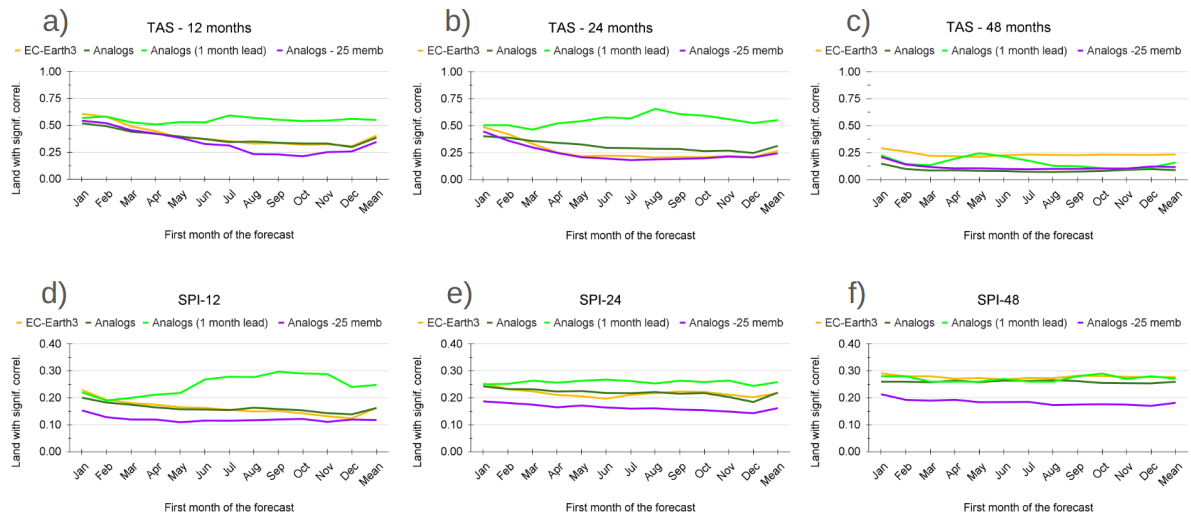 a)
TAS - 12 months
EC-Earth3 Analogs Analogs (1 month lead) Analogs -25 memb
Land with signif. correl.
1.00
0.75
0.50
0.25
0.00
Jan Feb Mar Apr May Jun Jul Aug Sep Oct Nov Dec Mean
First month of the forecast
b)
TAS - 24 months
EC-Earth3 Analogs Analogs (1 month lead) Analogs -25 memb
Land with signif. correl.
1.00
0.75
0.50
0.25
0.00
Jan Feb Mar Apr May Jun Jul Aug Sep Oct Nov Dec Mean
First month of the forecast
c)
TAS - 48 months
EC-Earth3 Analogs Analogs (1 month lead) Analogs -25 memb
Land with signif. correl.
1.00
0.75
0.50
0.25
0.00
Jan Feb Mar Apr May Jun Jul Aug Sep Oct Nov Dec Mean
First month of the forecast
d)
SPI-12
EC-Earth3 Analogs Analogs (1 month lead) Analogs -25 memb
Land with signif. correl.
0.40
0.30
0.20
0.10
0.00
Jan Feb Mar Apr May Jun Jul Aug Sep Oct Nov Dec Mean
First month of the forecast
e)
SPI-24
EC-Earth3 Analogs Analogs (1 month lead) Analogs -25 memb
Land with signif. correl.
0.40
0.30
0.20
0.10
0.00
Jan Feb Mar Apr May Jun Jul Aug Sep Oct Nov Dec Mean
First month of the forecast
f)
SPI-48
EC-Earth3 Analogs Analogs (1 month lead) Analogs -25 memb
Land with signif. correl.
0.40
0.30
0.20
0.10
0.00
Jan Feb Mar Apr May Jun Jul Aug Sep Oct Nov Dec Mean
First month of the forecast